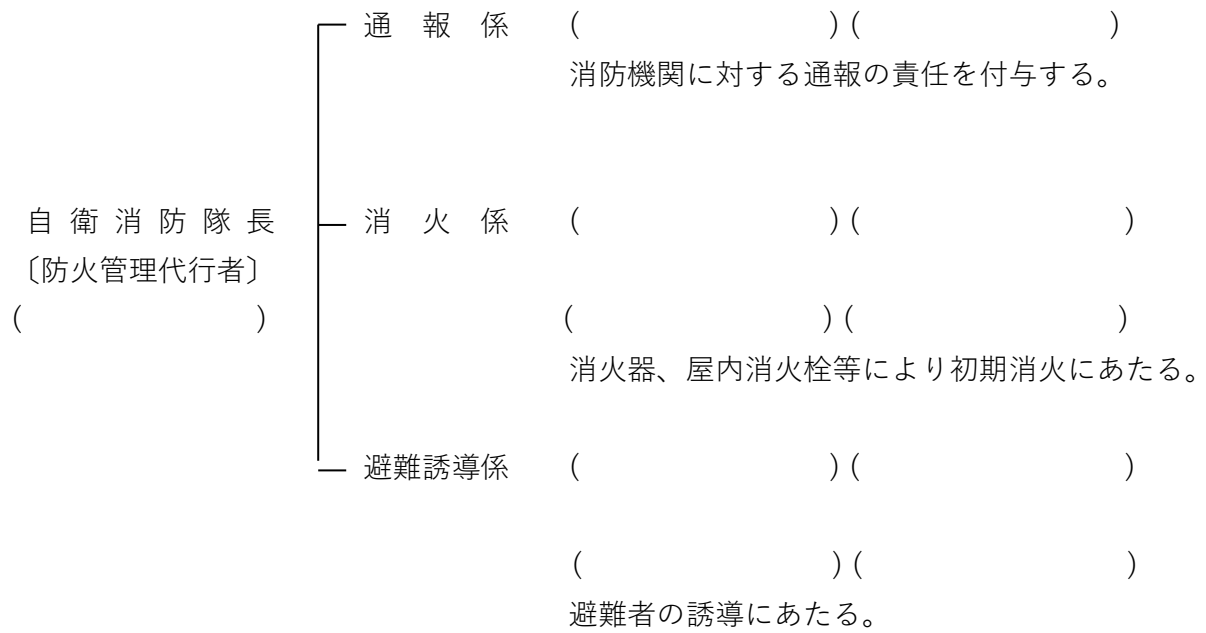 通　報　係　(　　　　　　　　) (　　　　　　　　)
消防機関に対する通報の責任を付与する。
自 衛 消 防 隊 長
消　火　係　(　　　　　　　　) (　　　　　　　　)
〔防火管理代行者〕
(　　　　　　　　)
(　　　　　　　　) (　　　　　　　　)
消火器、屋内消火栓等により初期消火にあたる。
避難誘導係　(　　　　　　　　) (　　　　　　　　)
(　　　　　　　　) (　　　　　　　　)
避難者の誘導にあたる。